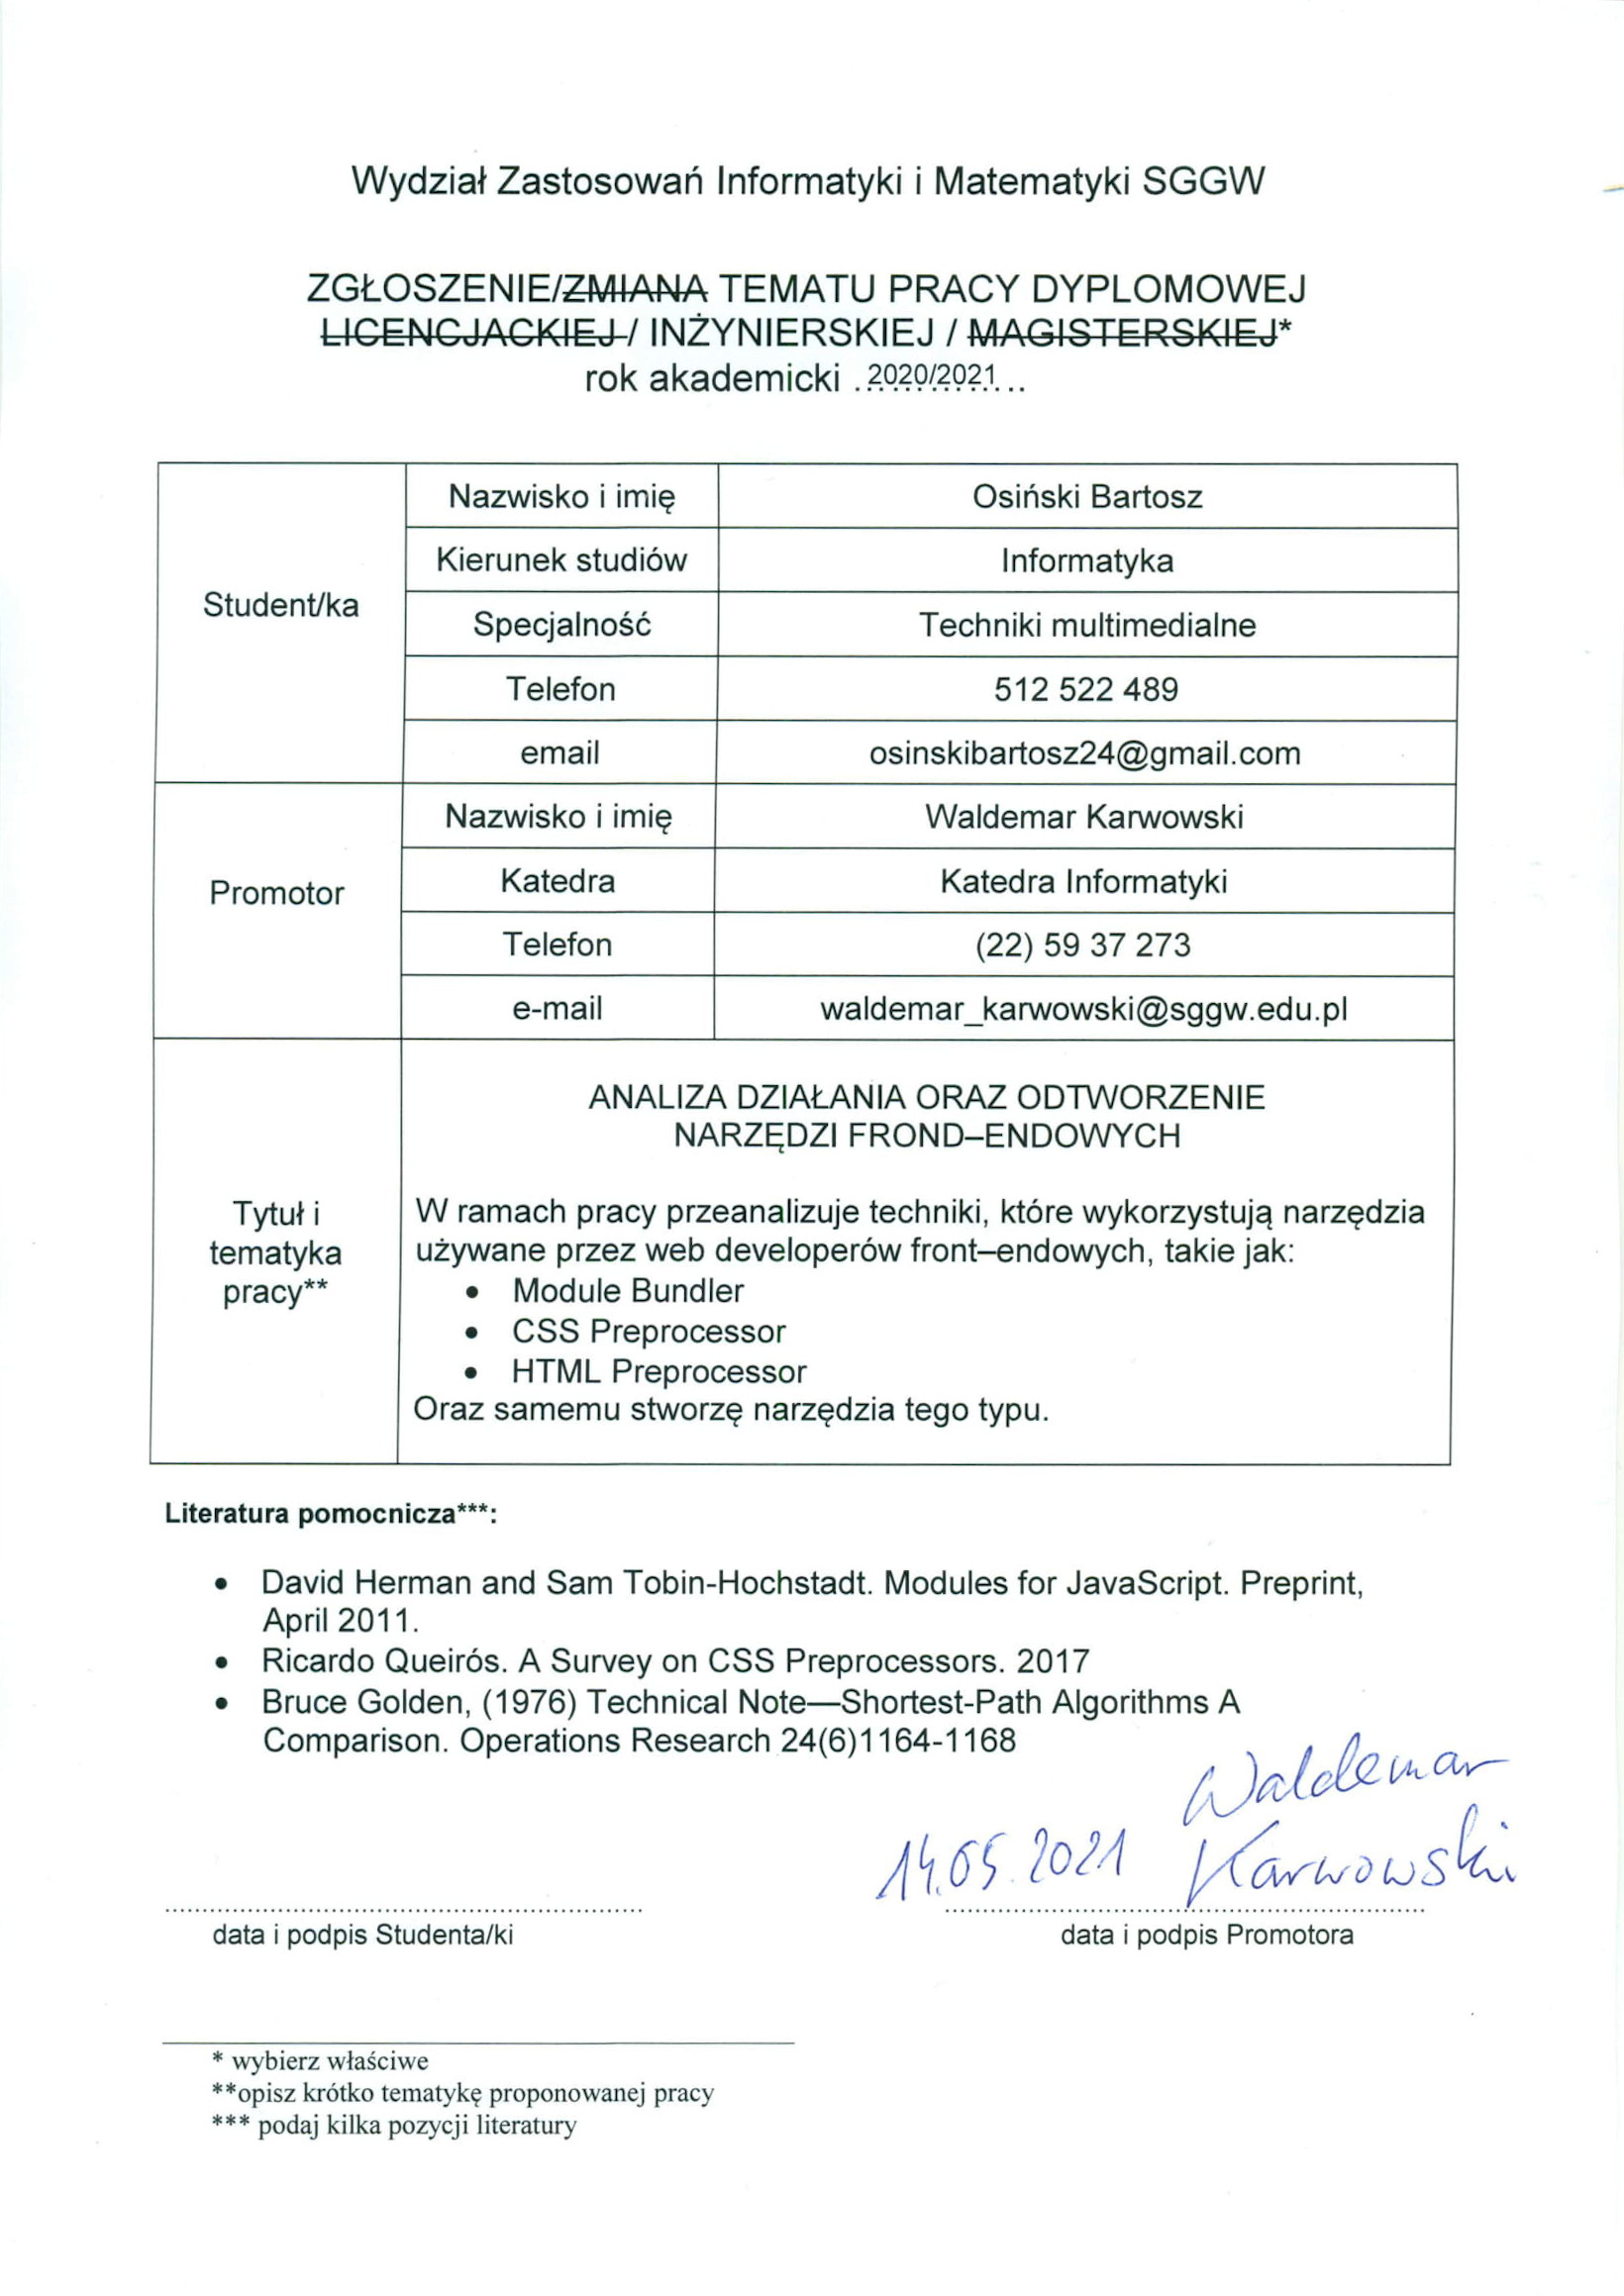 Wydział Zastosowań Informatyki i Matematyki SGGW
ZGŁOSZENIE/ZMIANA TEMATU PRACY DYPLOMOWEJ
LICENCJACKIEJ / INŻYNIERSKIEJ / MAGISTERSKIEJ*
rok akademicki .2020/2021...
Student/ka
Nazwisko i imię
Osiński Bartosz
Kierunek studiów
Informatyka
Specjalność
Techniki multimedialne
Telefon
512 522 489
email
osinskibartosz24@gmail.com
Promotor
Nazwisko i imię
Waldemar Karwowski
Katedra
Katedra Informatyki
Telefon
(22) 59 37 273
e-mail
waldemar_karwowski@sggw.edu.pl
Tytuł i
tematyka
pracy**
ANALIZA DZIAŁANIA ORAZ ODTWORZENIE
NARZĘDZI FROND–ENDOWYCH
W ramach pracy przeanalizuje techniki, które wykorzystują narzędzia
używane przez web developerów front–endowych, takie jak:
• Module Bundler
• CSS Preprocessor
• HTML Preprocessor
Oraz samemu stworzę narzędzia tego typu.
Literatura pomocnicza***:
• David Herman and Sam Tobin-Hochstadt. Modules for JavaScript. Preprint,
April 2011.
• Ricardo Queirós. A Survey on CSS Preprocessors. 2017
• Bruce Golden, (1976) Technical Note—Shortest-Path Algorithms A
Comparison. Operations Research 24(6)1164-1168
14.05.2021 Waldemar
Karwowski
data i podpis Studenta/ki
data i podpis Promotora
* wybierz właściwe
**opisz krótko tematykę proponowanej pracy
*** podaj kilka pozycji literatury